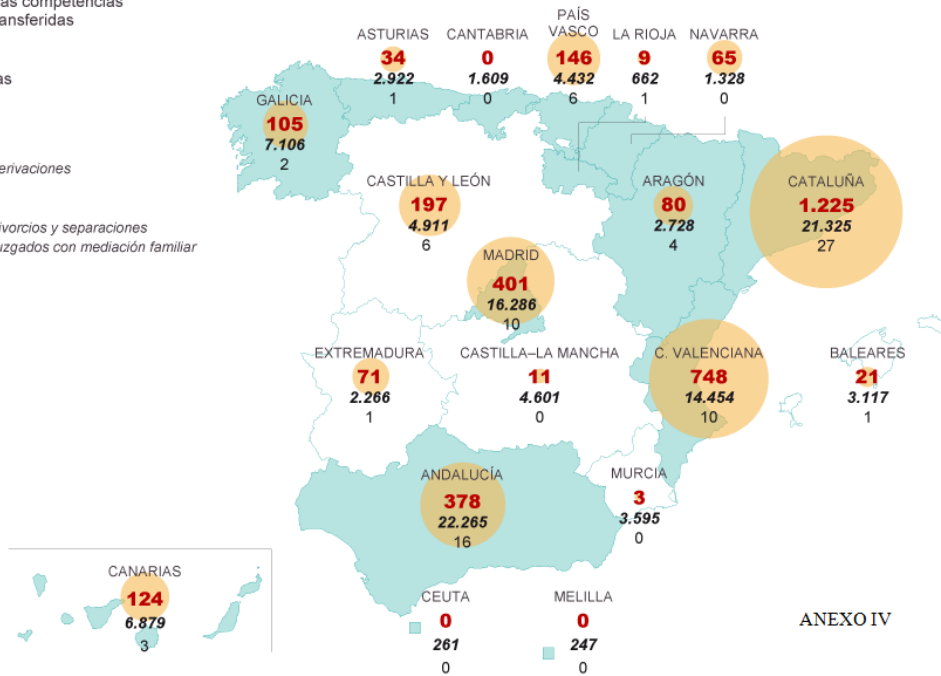 as competencias
ansferidas
as
erivaciones
ivorcios y separaciones
uzgados con mediación familiar
ASTURIAS
34
2.922
1
CANTABRIA
0
1.609
0
PAÍS
VASCO
146
4.432
6
LA RIOJA
9
662
1
NAVARRA
65
1.328
0
GALICIA
105
7.106
2
CASTILLA Y LEÓN
197
4.911
6
ARAGÓN
80
2.728
4
CATALUÑA
1.225
21.325
27
MADRID
401
16.286
10
EXTREMADURA
71
2.266
1
CASTILLA–LA MANCHA
11
4.601
0
C. VALENCIANA
748
14.454
10
BALEARES
21
3.117
1
ANDALUCÍA
378
22.265
16
MURCIA
3
3.595
0
CANARIAS
124
6.879
3
CEUTA
0
261
0
MELILLA
0
247
0
ANEXO IV